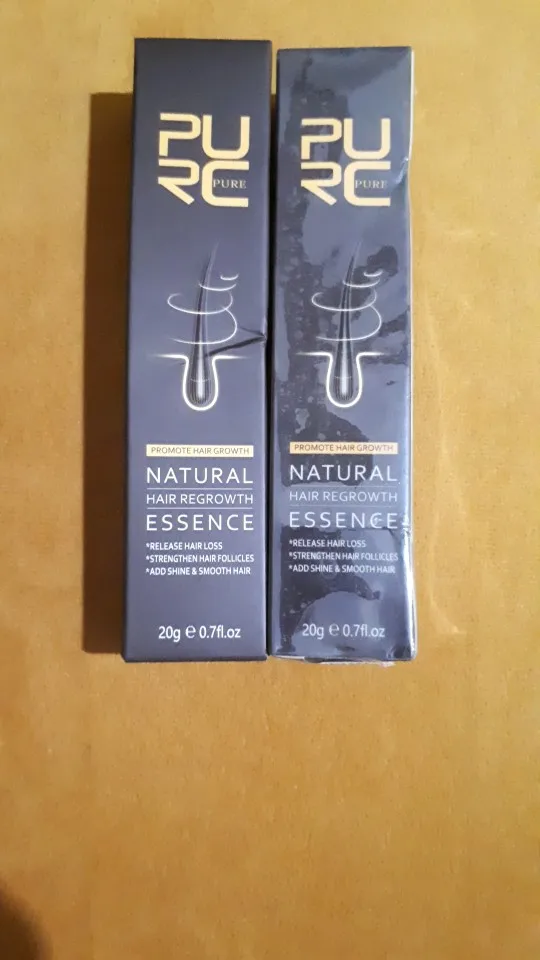 PU
RC PURE
PROMOTE HAIR GROWTH
NATURAL
HAIR REGROWTH
ESSENCE
*RELEASE HAIR LOSS
*STRENGTHEN HAIR FOLLICLES
*ADD SHINE & SMOOTH HAIR
20g e 0.7fl.oz
PU
RC PURE
PROMOTE HAIR GROWTH
NATURAL
HAIR REGROWTH
ESSENCE
*RELEASE HAIR LOSS
*STRENGTHEN HAIR FOLLICLES
*ADD SHINE & SMOOTH HAIR
20g e 0.7fl.oz